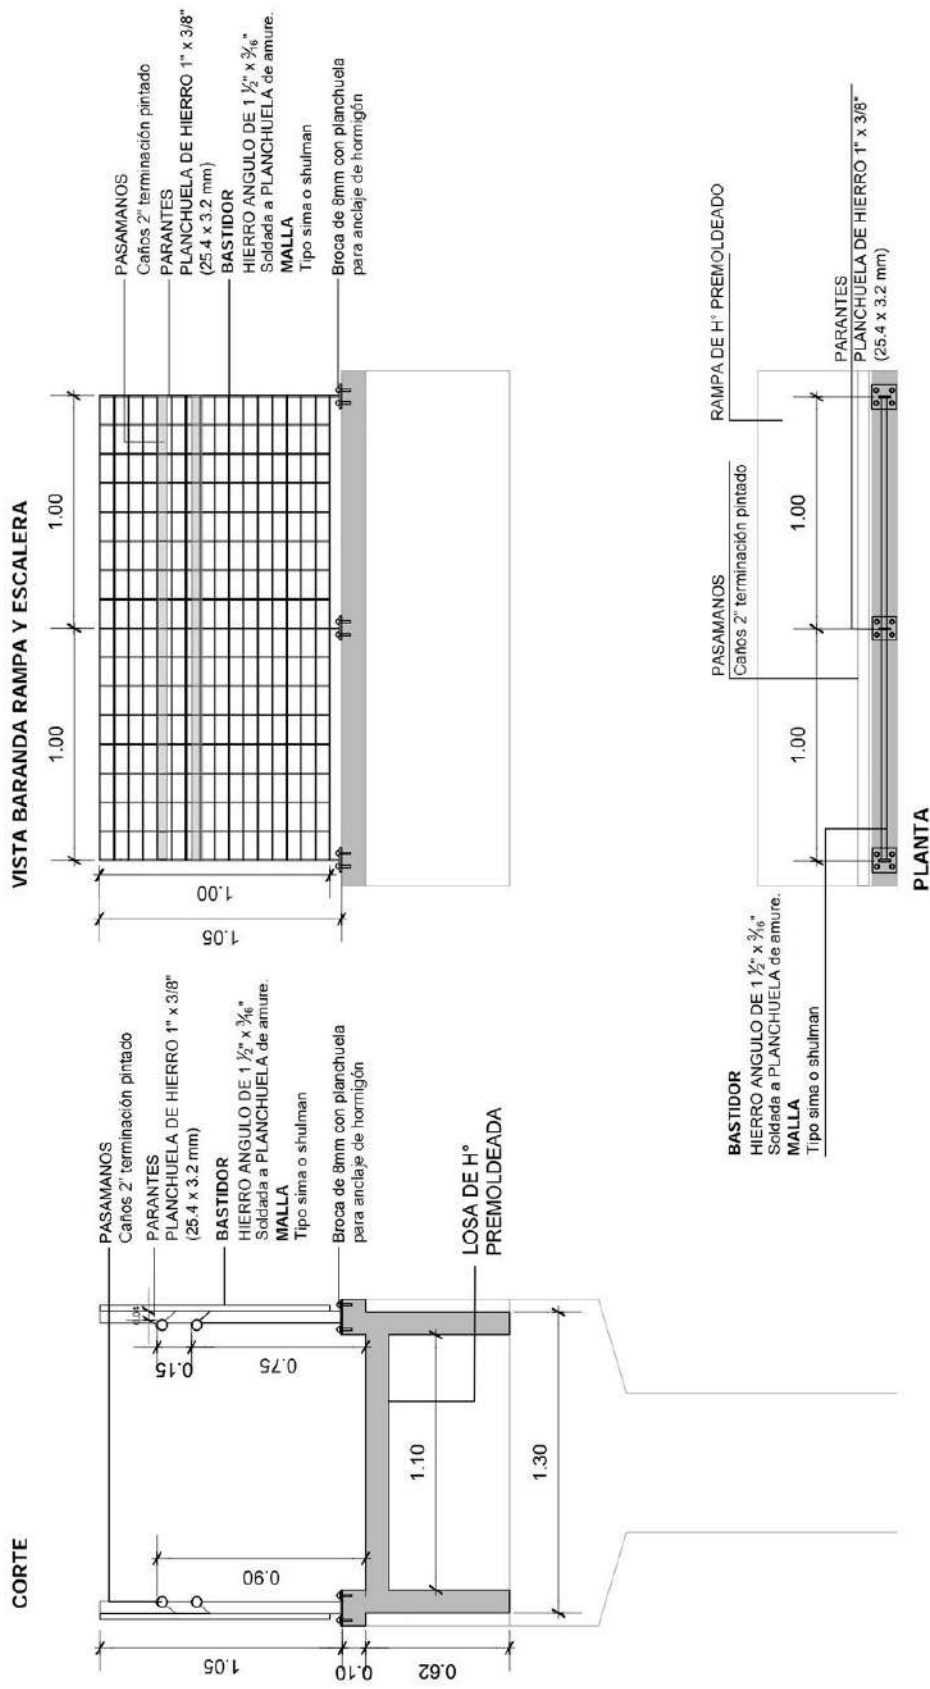 CORTE
PASAMANOS
Caños 2" terminación pintado
PARANTES
PLANCHUELA DE HIERRO 1" x 3/8"
(25.4 x 3.2 mm)
BASTIDOR
HIERRO ANGULO DE 1 ½" x 3/16"
Soldada a PLANCHUELA de amure.
MALLA
Tipo sima o shulman
Broca de 8mm con planchuela
para anclaje de hormigón
LOSA DE H°
PREMOLDEADA
0.04
0.15
0.75
0.90
1.05
0.10
0.62
1.10
1.30
VISTA BARANDA RAMPA Y ESCALERA
1.00
1.00
1.00
1.05
PASAMANOS
Caños 2" terminación pintado
PARANTES
PLANCHUELA DE HIERRO 1" x 3/8"
(25.4 x 3.2 mm)
BASTIDOR
HIERRO ANGULO DE 1 ½" x 3/16"
Soldada a PLANCHUELA de amure.
MALLA
Tipo sima o shulman
Broca de 8mm con planchuela
para anclaje de hormigón
BASTIDOR
HIERRO ANGULO DE 1 ½" x 3/16"
Soldada a PLANCHUELA de amure.
MALLA
Tipo sima o shulman
PASAMANOS
Caños 2" terminación pintado
RAMPA DE H° PREMOLDEADO
1.00
1.00
PARANTES
PLANCHUELA DE HIERRO 1" x 3/8"
(25.4 x 3.2 mm)
PLANTA